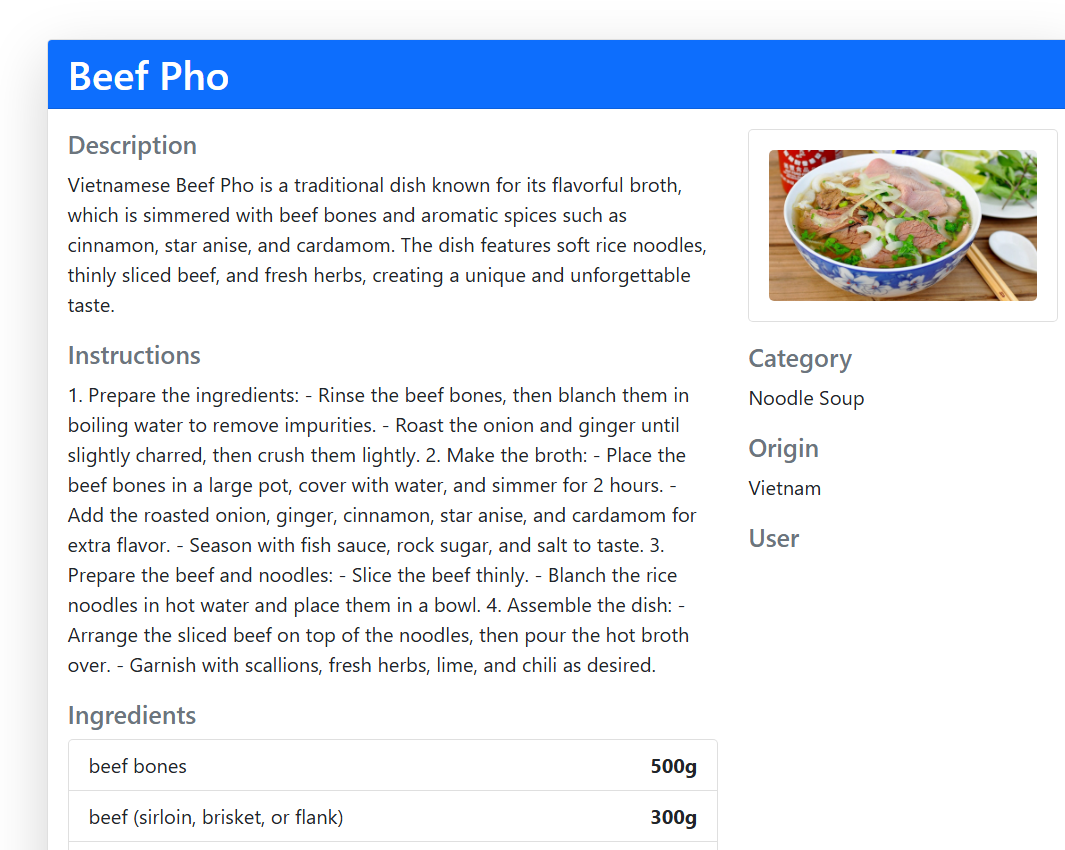 Beef Pho
Description
Vietnamese Beef Pho is a traditional dish known for its flavorful broth,
which is simmered with beef bones and aromatic spices such as
cinnamon, star anise, and cardamom. The dish features soft rice noodles,
thinly sliced beef, and fresh herbs, creating a unique and unforgettable
taste.
Instructions
1. Prepare the ingredients: - Rinse the beef bones, then blanch them in
boiling water to remove impurities. - Roast the onion and ginger until
slightly charred, then crush them lightly. 2. Make the broth: - Place the
beef bones in a large pot, cover with water, and simmer for 2 hours. -
Add the roasted onion, ginger, cinnamon, star anise, and cardamom for
extra flavor. - Season with fish sauce, rock sugar, and salt to taste. 3.
Prepare the beef and noodles: - Slice the beef thinly. - Blanch the rice
noodles in hot water and place them in a bowl. 4. Assemble the dish: -
Arrange the sliced beef on top of the noodles, then pour the hot broth
over. - Garnish with scallions, fresh herbs, lime, and chili as desired.
Ingredients
beef bones 500g
beef (sirloin, brisket, or flank) 300g
Category
Noodle Soup
Origin
Vietnam
User